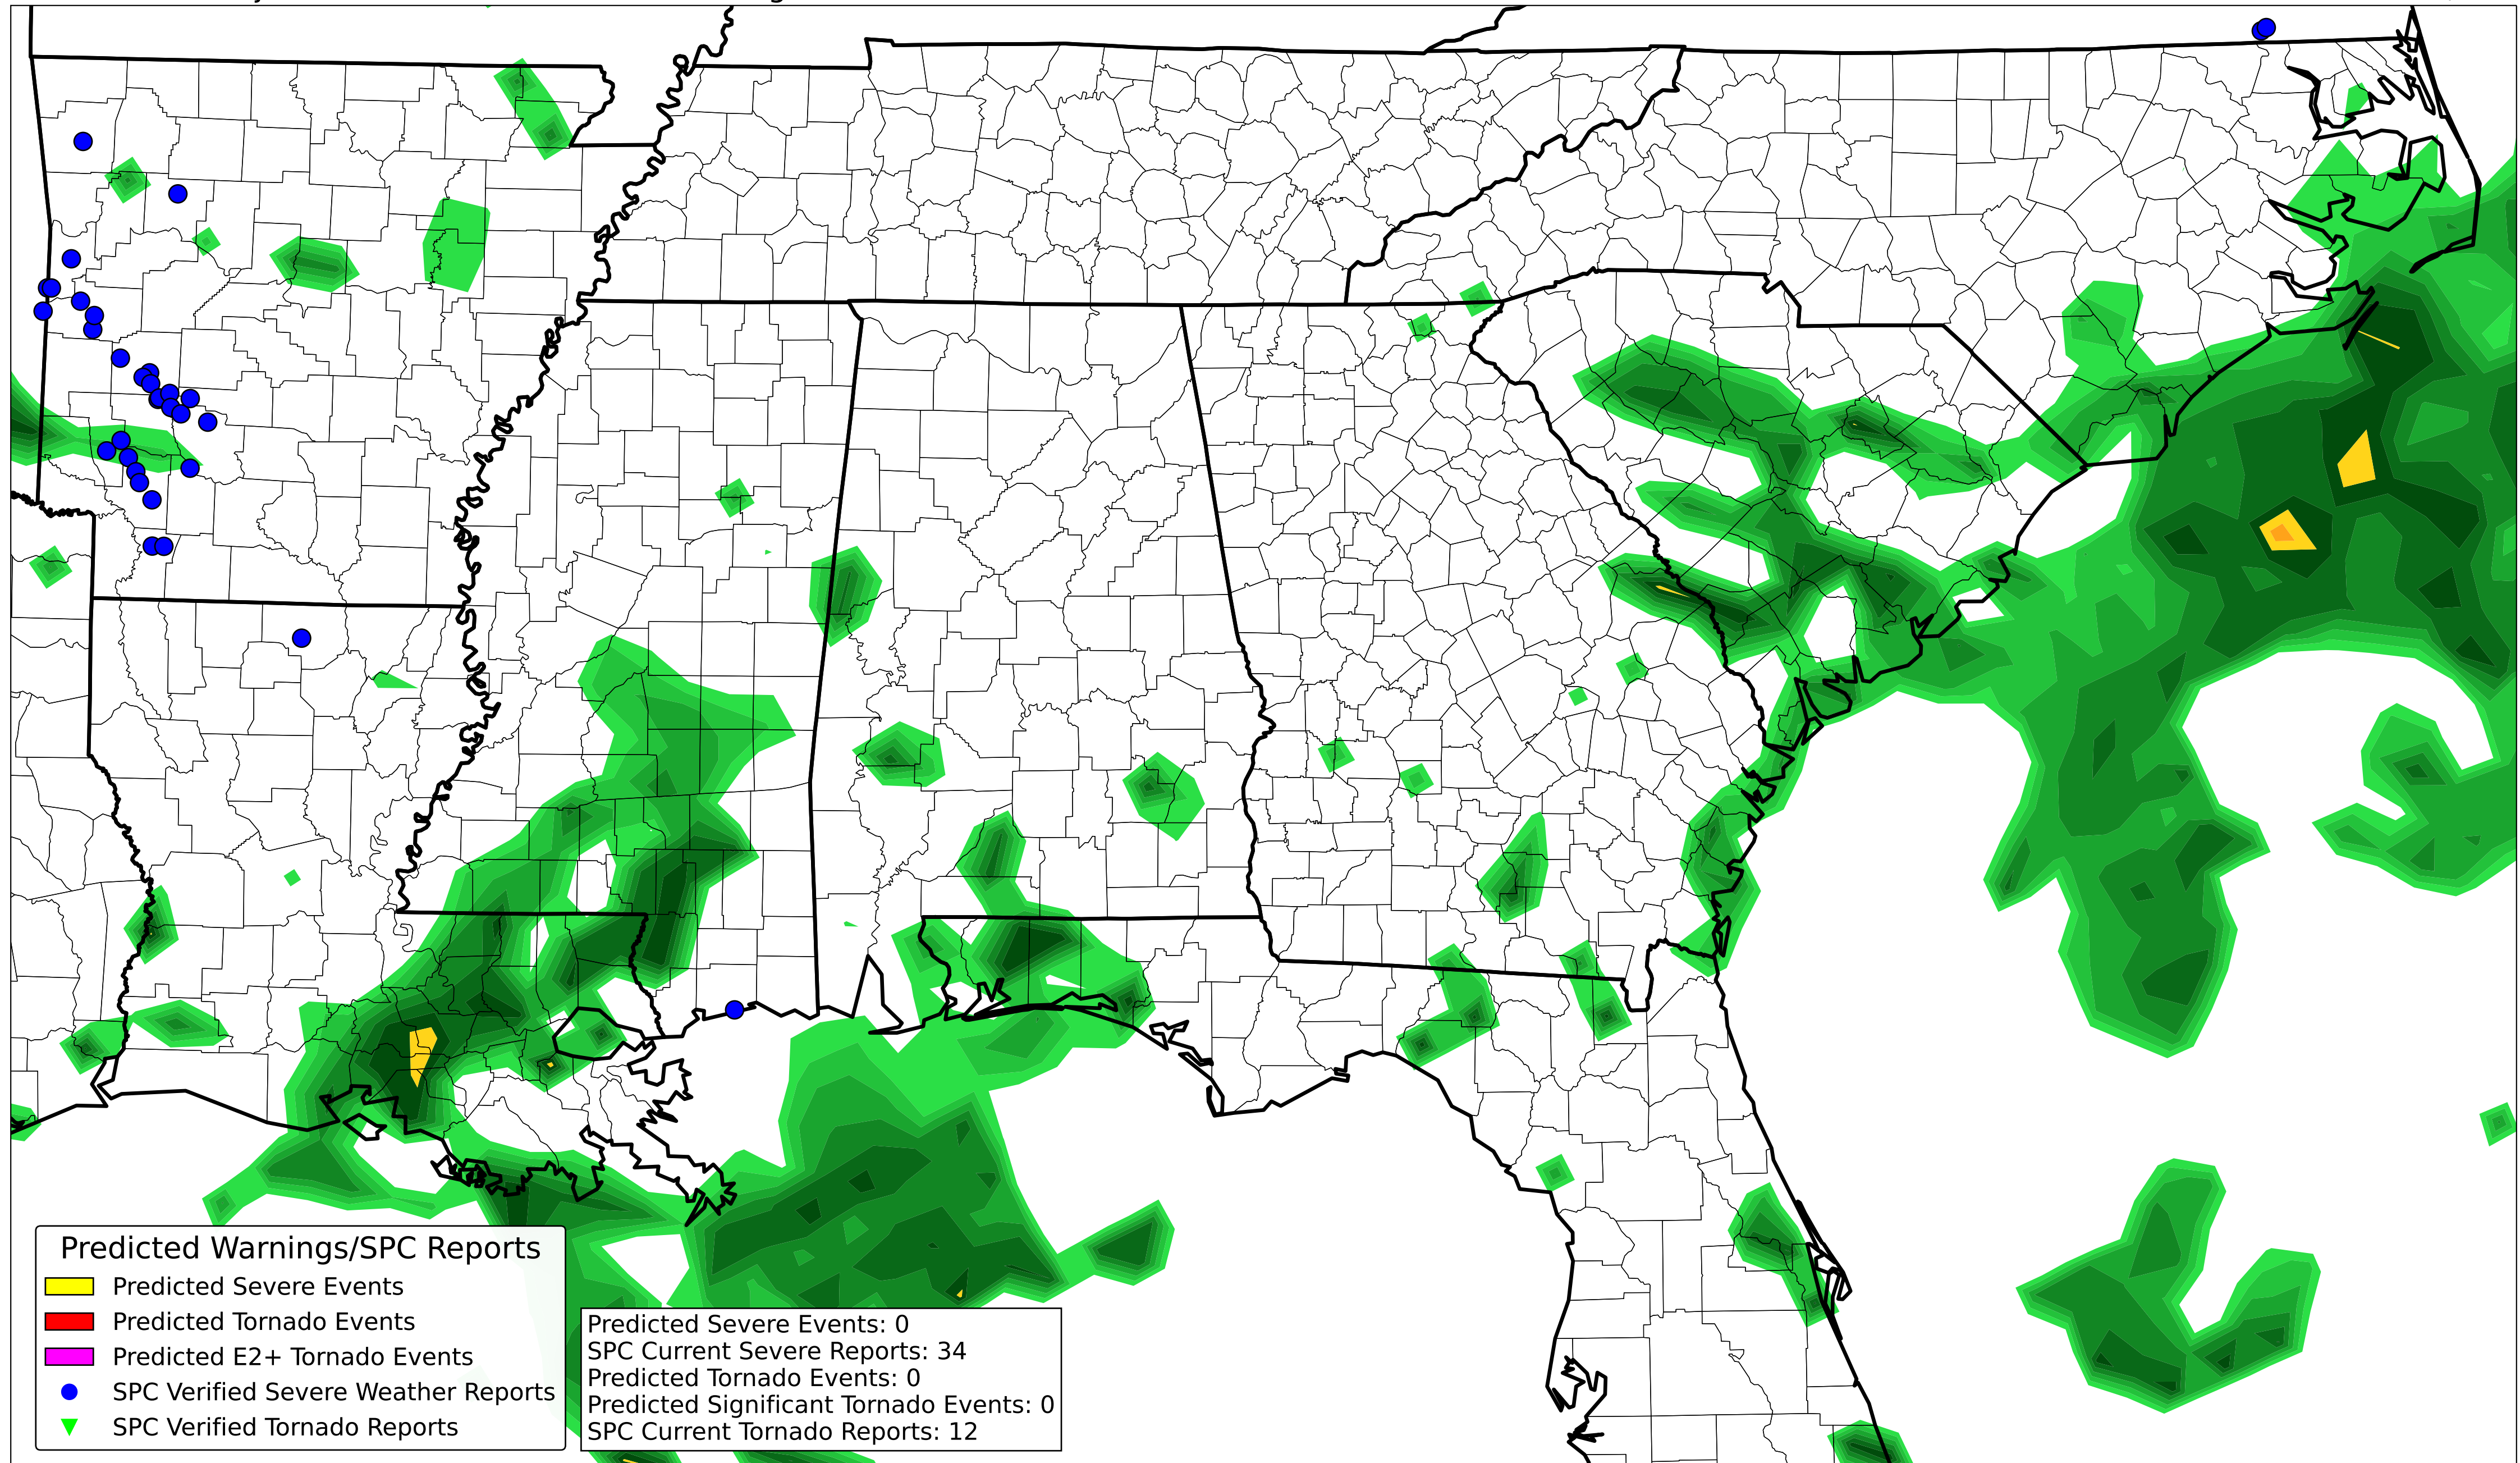 Predicted Warnings/SPC Reports
Predicted Severe Events
Predicted Tornado Events
Predicted E2+ Tornado Events
SPC Verified Severe Weather Reports
SPC Verified Tornado Reports
Predicted Severe Events: 0
SPC Current Severe Reports: 34
Predicted Tornado Events: 0
Predicted Significant Tornado Events: 0
SPC Current Tornado Reports: 12